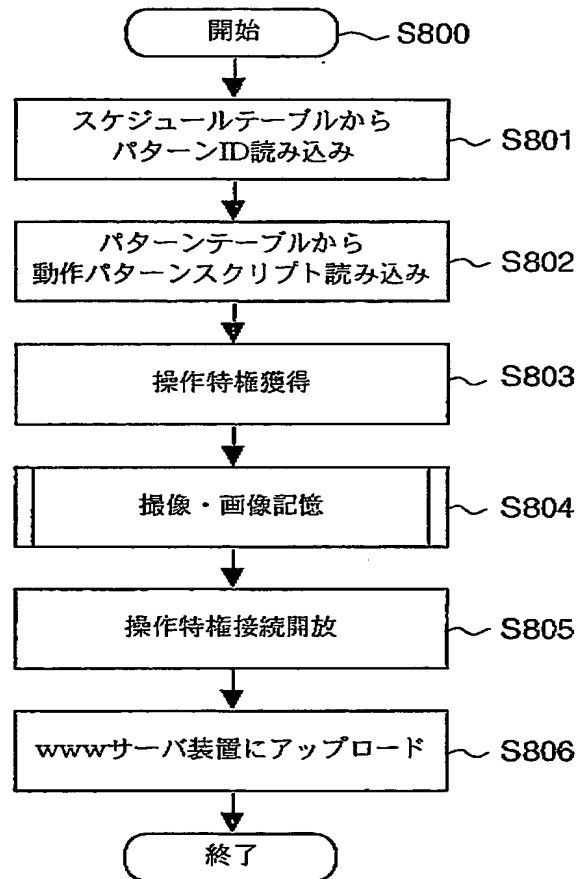 開始
S800
スケジュールテーブルから
パターンID読み込み
S801
パターンテーブルから
動作パターンスクリプト読み込み
S802
操作特権獲得
S803
撮像・画像記憶
S804
操作特権接続開放
S805
wwwサーバ装置にアップロード
S806
終了